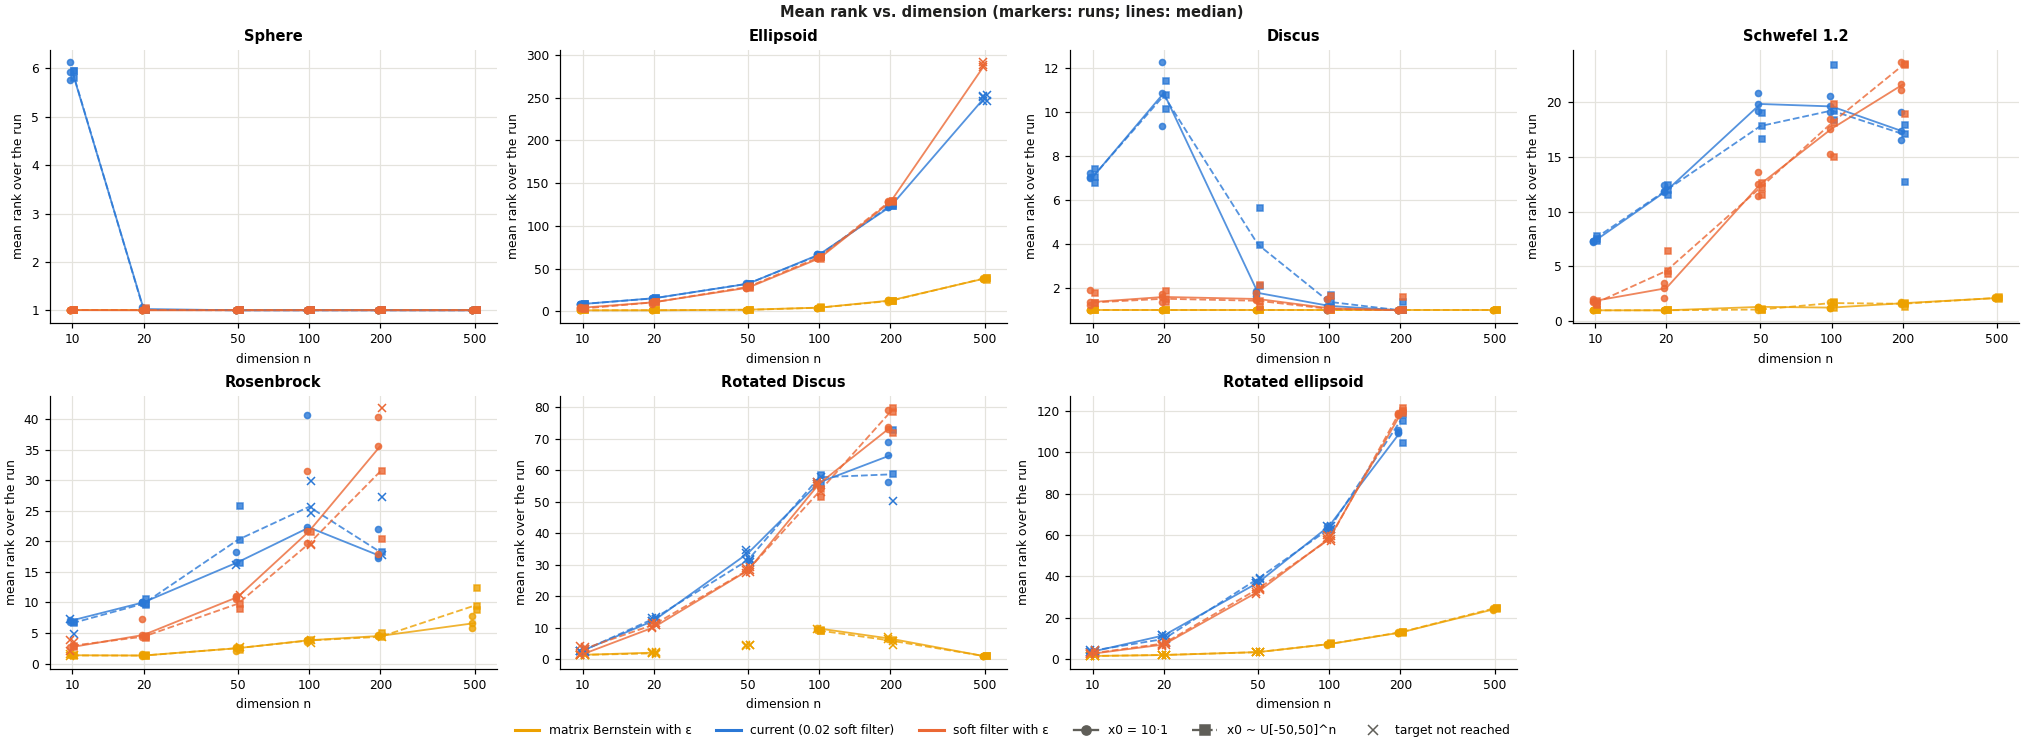 Mean rank vs. dimension (markers: runs; lines: median)
Sphere
mean rank over the run
6
5
4
3
2
1
10 20 50 100 200 500
dimension n
Ellipsoid
mean rank over the run
300
250
200
150
100
50
0
10 20 50 100 200 500
dimension n
Discus
mean rank over the run
12
10
8
6
4
2
10 20 50 100 200 500
dimension n
Schwefel 1.2
mean rank over the run
20
15
10
5
0
10 20 50 100 200 500
dimension n
Rosenbrock
mean rank over the run
40
35
30
25
20
15
10
5
0
10 20 50 100 200 500
dimension n
Rotated Discus
mean rank over the run
80
70
60
50
40
30
20
10
0
10 20 50 100 200 500
dimension n
Rotated ellipsoid
mean rank over the run
120
100
80
60
40
20
0
10 20 50 100 200 500
dimension n
matrix Bernstein with ε current (0.02 soft filter) soft filter with ε x0 = 10·1 x0 ~ U[-50,50]^n target not reached